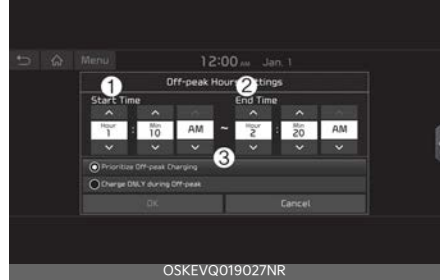 Menu 12:00 AM Jan. 1
Off-peak Hours Settings
1 2
Start Time End Time
Hour Min Hour Min
1 : 10 AM ~ 2 : 20 AM
3
Prioritize Off-peak Charging
Charge ONLY during Off-peak
OK Cancel
OSKEVQ019027NR